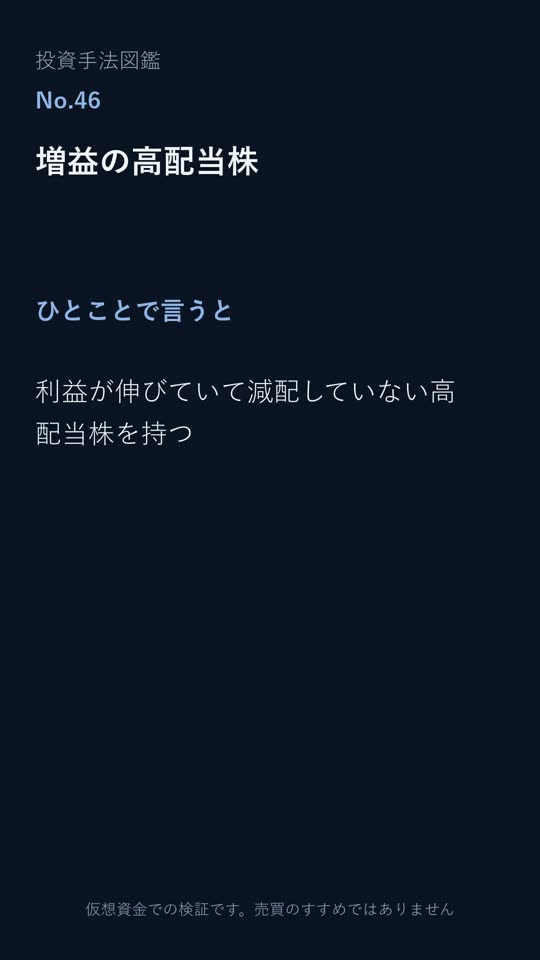 投資手法図鑑
No.46
増益の高配当株
ひとことで言うと
利益が伸びていて減配していない高
配当株を持つ
仮想資金での検証です。売買のすすめではありません